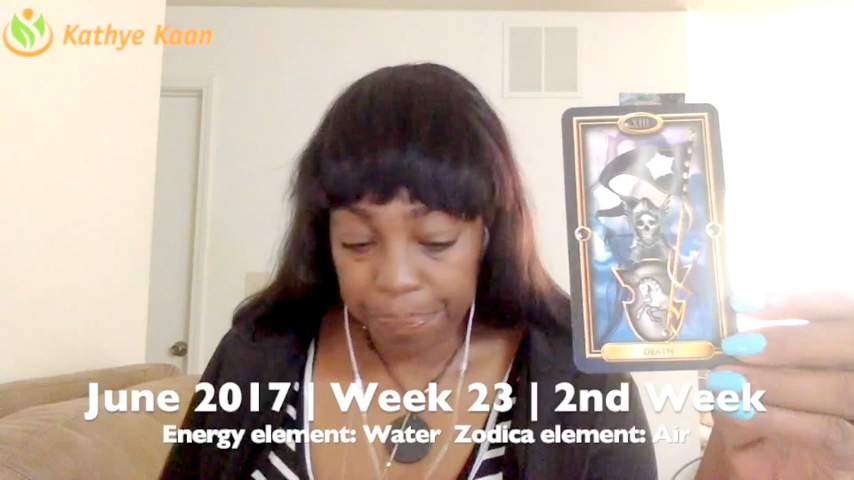 Kathye Kaan
XIII
DEATH
June 2017 | Week 23 | 2nd Week
Energy element: Water Zodica element: Air